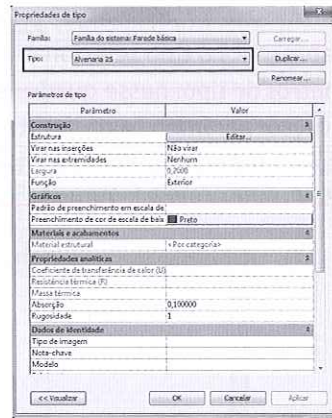 Propriedades de tipo
Família: Família do sistema: Parede básica Carregar...
Tipo: Alvenaria 25 Duplicar...
Renomear...
Parâmetros de tipo
Parâmetro Valor
Construção
Estrutura Editar...
Virar nas inserções Não virar
Virar nas extremidades Nenhum
Largura 0,2000
Função Exterior
Gráficos
Padrão de preenchimento em escala de
Preenchimento de cor de escala de baix Preto
Materiais e acabamentos
Material estrutural <Por categoria>
Propriedades analíticas
Coeficiente de transferência de calor (U)
Resistência térmica (R)
Massa térmica
Absorção 0,100000
Rugosidade 1
Dados de identidade
Tipo de imagem
Nota-chave
Modelo
<< Visualizar OK Cancelar Aplicar